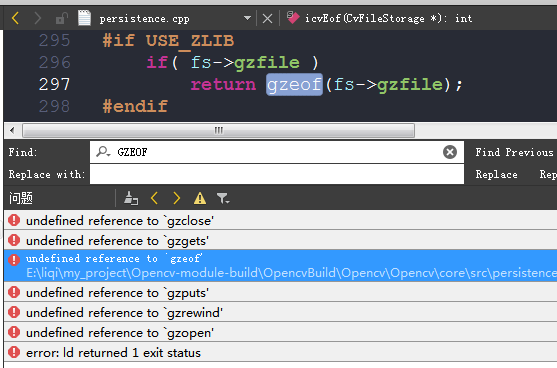 persistence.cpp icvEof(CvFileStorage *): int
295 #if USE_ZLIB
296 if( fs->gzfile )
297 return gzeof(fs->gzfile);
298 #endif
Find: GZEOF Find Previous
Replace with: Replace Rep
问题
undefined reference to `gzclose'
undefined reference to `gzgets'
undefined reference to `gzeof'
E:\liqi\my_project\Opencv-module-build\OpencvBuild\Opencv\Opencv\core\src\persistence
undefined reference to `gzputs'
undefined reference to `gzrewind'
undefined reference to `gzopen'
error: ld returned 1 exit status